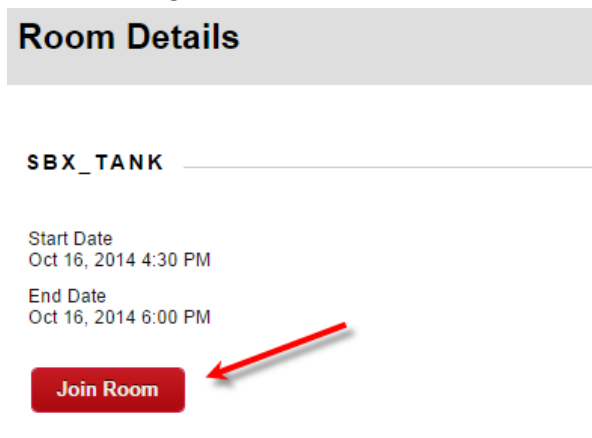 Room Details
SBX_TANK
Start Date
Oct 16, 2014 4:30 PM
End Date
Oct 16, 2014 6:00 PM
Join Room